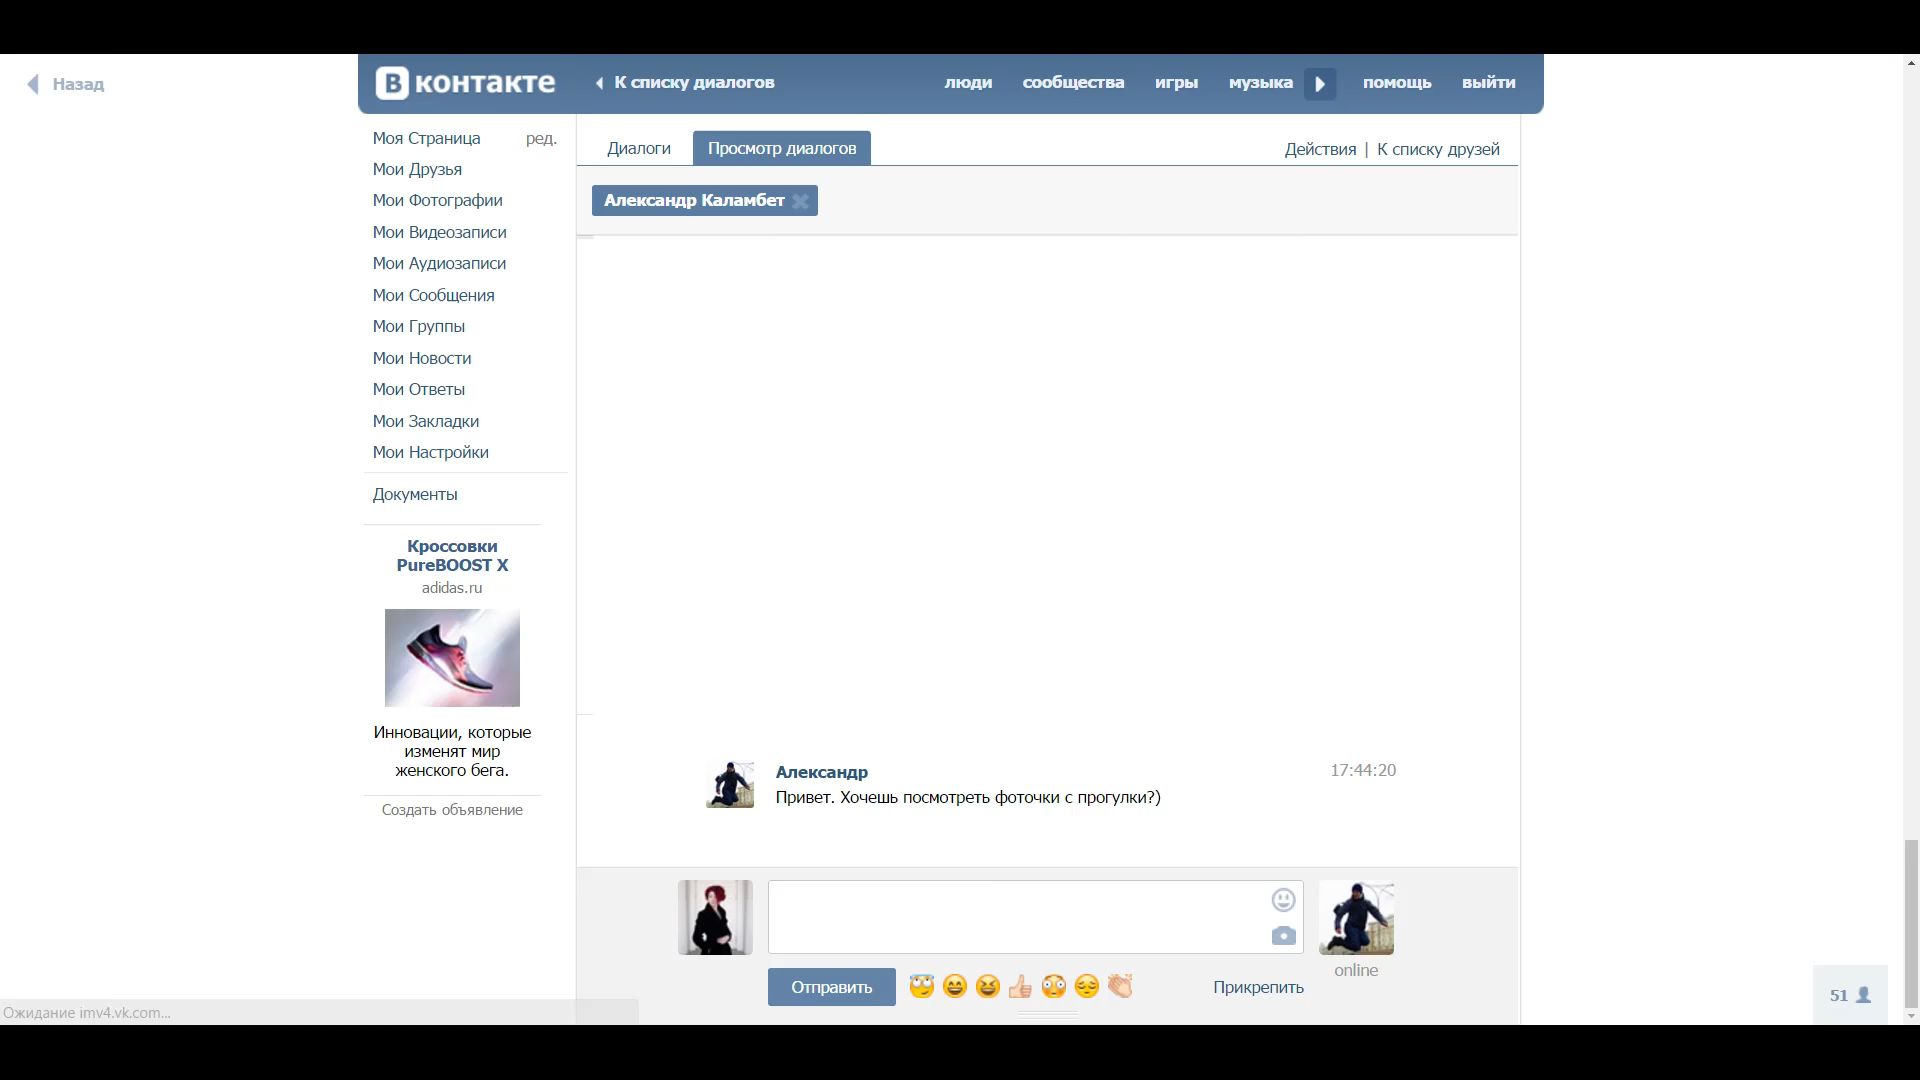 Назад
В контакте
К списку диалогов
люди сообщества игры музыка помощь выйти
Моя Страница ред.
Мои Друзья
Мои Фотографии
Мои Видеозаписи
Мои Аудиозаписи
Мои Сообщения
Мои Группы
Мои Новости
Мои Ответы
Мои Закладки
Мои Настройки
Документы
Кроссовки
PureBOOST X
adidas.ru
Инновации, которые
изменят мир
женского бега.
Создать объявление
Диалоги Просмотр диалогов Действия | К списку друзей
Александр Каламбет
Александр 17:44:20
Привет. Хочешь посмотреть фоточки с прогулки?)
online
Отправить Прикрепить
51
Ожидание imv4.vk.com...